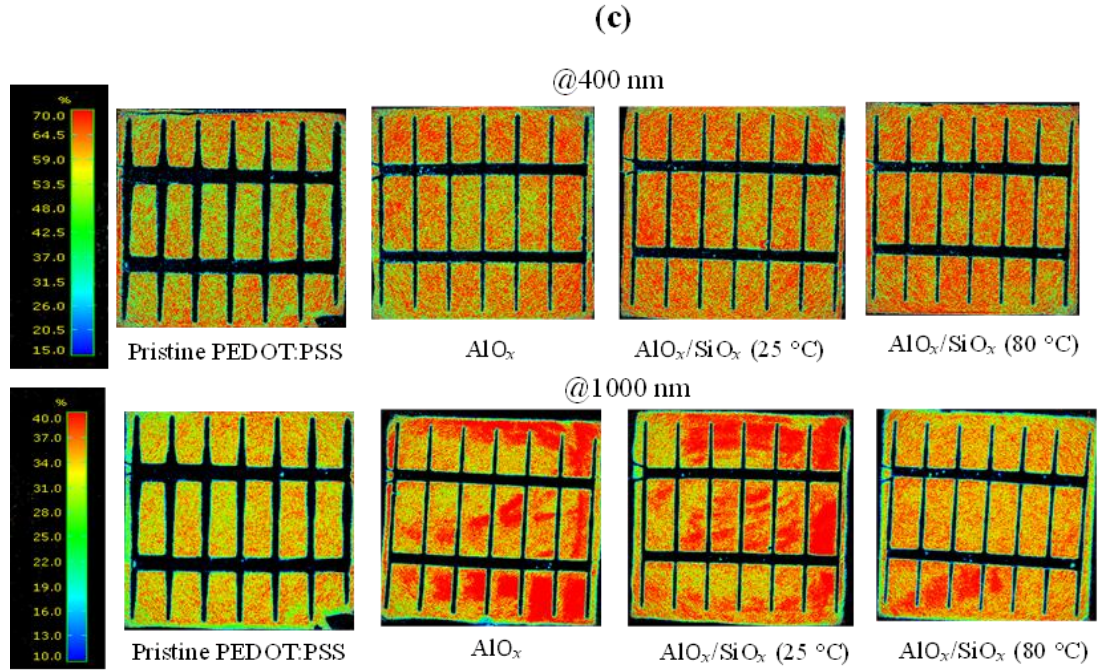 (c)
@400 nm
%
70.0
64.5
59.0
53.5
48.0
42.5
37.0
31.5
26.0
20.5
15.0
Pristine PEDOT:PSS
AlOₓ
AlOₓ/SiOₓ (25 °C)
AlOₓ/SiOₓ (80 °C)
@1000 nm
%
40.0
37.0
34.0
31.0
28.0
25.0
22.0
19.0
16.0
13.0
10.0
Pristine PEDOT:PSS
AlOₓ
AlOₓ/SiOₓ (25 °C)
AlOₓ/SiOₓ (80 °C)